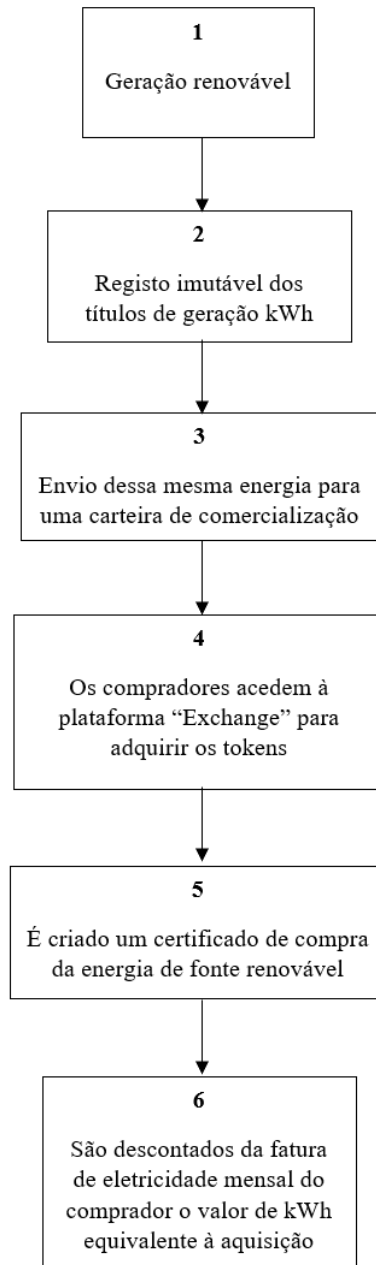 1
Geração renovável
2
Registo imutável dos
títulos de geração kWh
3
Envio dessa mesma energia para
uma carteira de comercialização
4
Os compradores acedem à
plataforma “Exchange” para
adquirir os tokens
5
É criado um certificado de compra
da energia de fonte renovável
6
São descontados da fatura
de eletricidade mensal do
comprador o valor de kWh
equivalente à aquisição